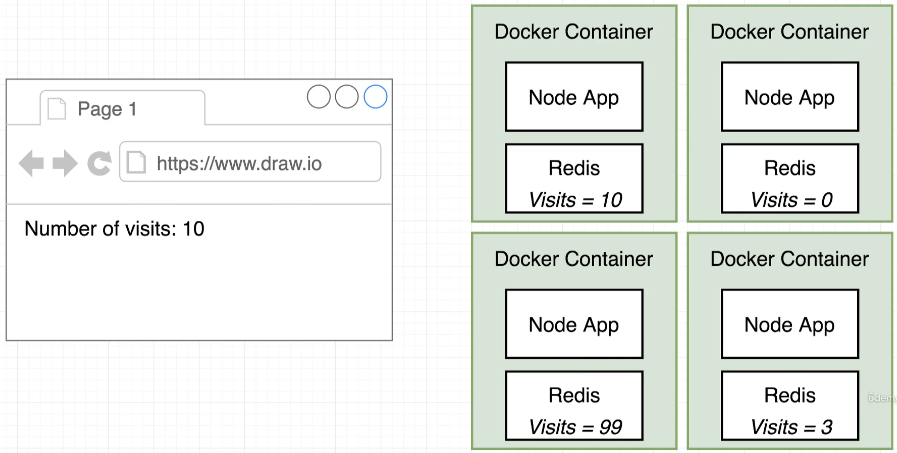 Page 1
https://www.draw.io
Number of visits: 10
Docker Container
Node App
Redis
Visits = 10
Docker Container
Node App
Redis
Visits = 0
Docker Container
Node App
Redis
Visits = 99
Docker Container
Node App
Redis
Visits = 3